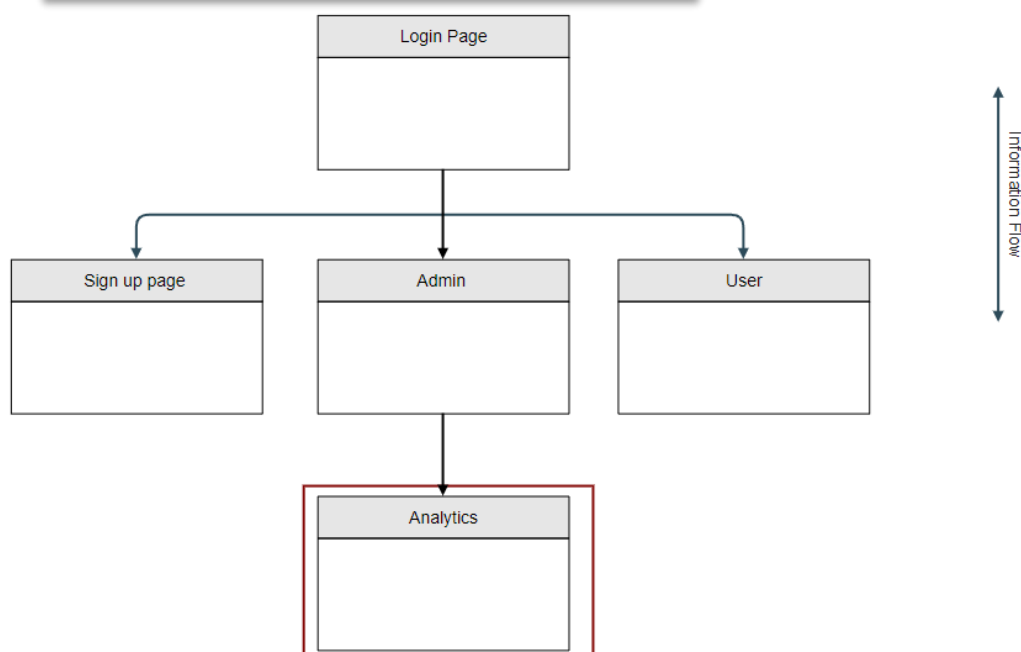 Login Page
Information Flow
Sign up page
Admin
User
Analytics